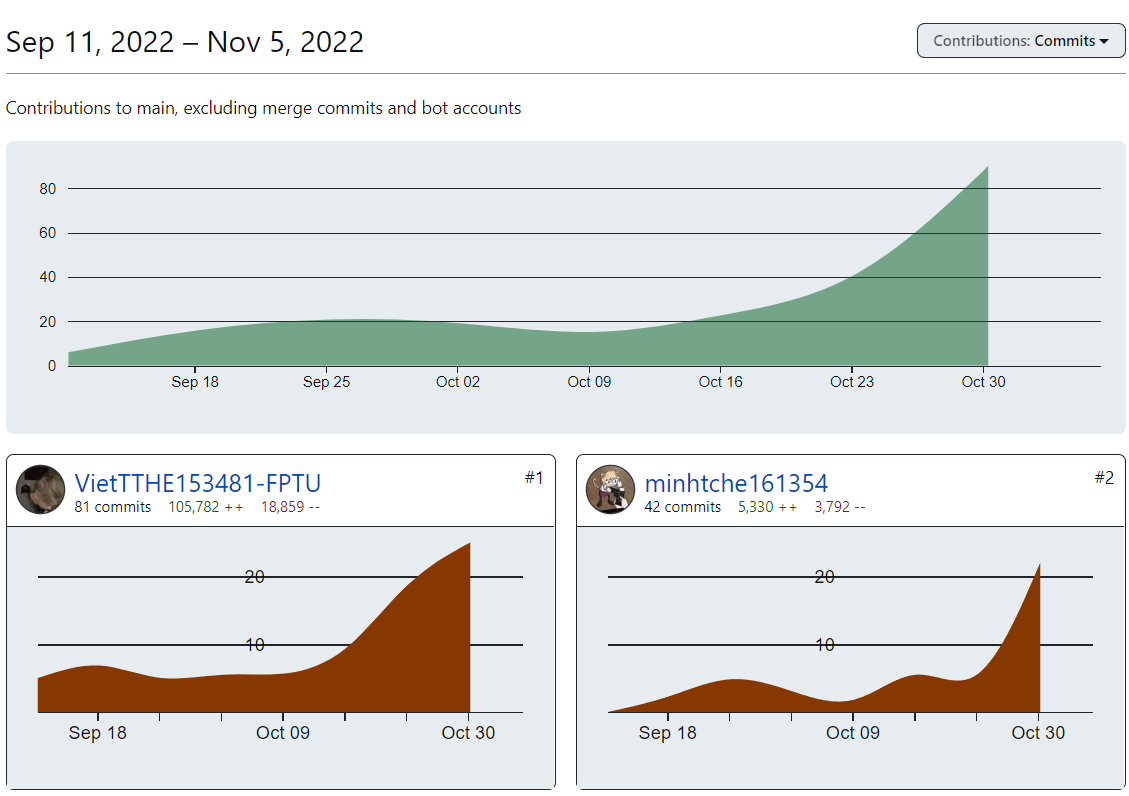 Sep 11, 2022 – Nov 5, 2022
Contributions: Commits
Contributions to main, excluding merge commits and bot accounts
80
60
40
20
0
Sep 18 Sep 25 Oct 02 Oct 09 Oct 16 Oct 23 Oct 30
VietTTHE153481-FPTU
#1
81 commits 105,782 ++ 18,859 --
20
10
Sep 18 Oct 09 Oct 30
minhtche161354
#2
42 commits 5,330 ++ 3,792 --
20
10
Sep 18 Oct 09 Oct 30